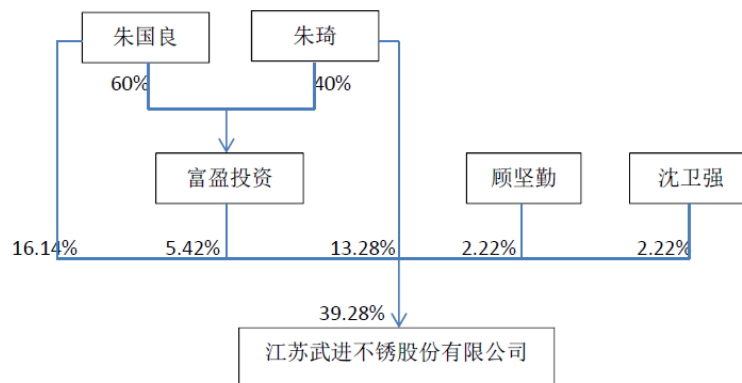 朱国良
朱琦
60%
40%
富盈投资
顾坚勤
沈卫强
16.14%
5.42%
13.28%
2.22%
2.22%
39.28%
江苏武进不锈股份有限公司